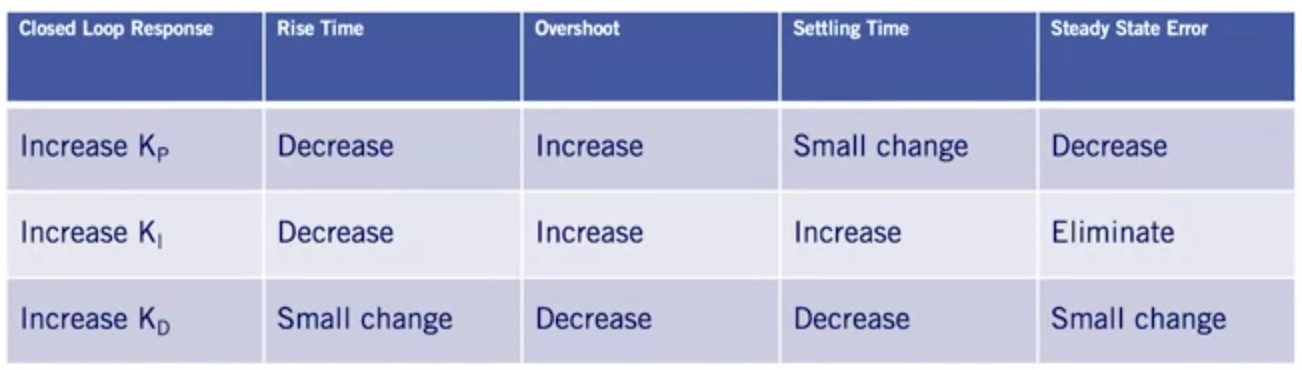 Closed Loop Response Rise Time Overshoot Settling Time Steady State Error
Increase K_P Decrease Increase Small change Decrease
Increase K_I Decrease Increase Increase Eliminate
Increase K_D Small change Decrease Decrease Small change